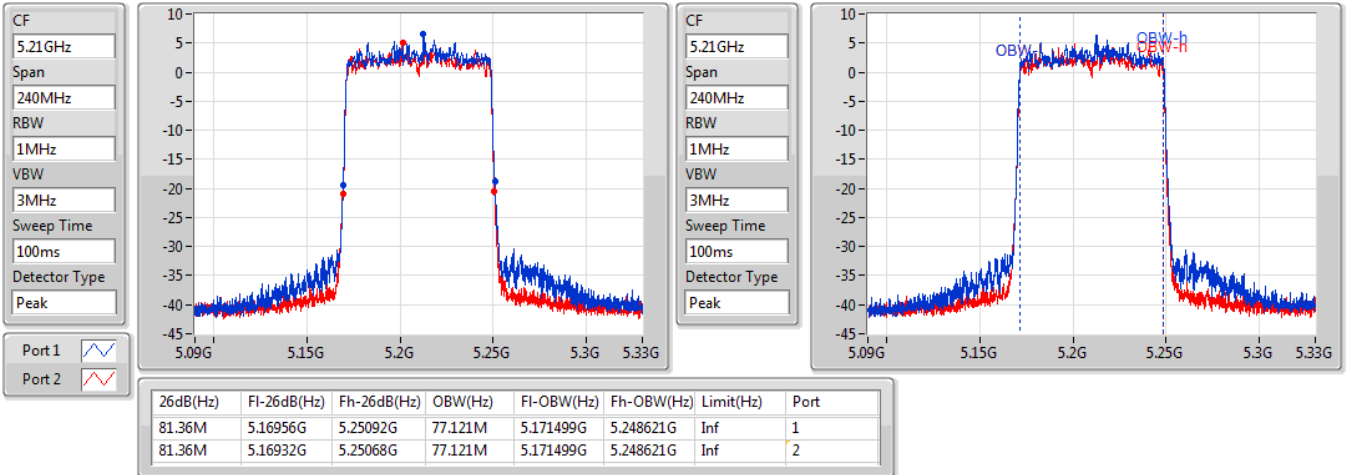 CF
5.21GHz
Span
240MHz
RBW
1MHz
VBW
3MHz
Sweep Time
100ms
Detector Type
Peak
Port 1
Port 2
10
5
0
-5
-10
-15
-20
-25
-30
-35
-40
-45
5.09G 5.15G 5.2G 5.25G 5.3G 5.33G
CF
5.21GHz
Span
240MHz
RBW
1MHz
VBW
3MHz
Sweep Time
100ms
Detector Type
Peak
10
5
0
-5
-10
-15
-20
-25
-30
-35
-40
-45
OBW-l
OBW-h
OBW-h
5.09G 5.15G 5.2G 5.25G 5.3G 5.33G
26dB(Hz) Fl-26dB(Hz) Fh-26dB(Hz) OBW(Hz) Fl-OBW(Hz) Fh-OBW(Hz) Limit(Hz) Port
81.36M 5.16956G 5.25092G 77.121M 5.171499G 5.248621G Inf 1
81.36M 5.16932G 5.25068G 77.121M 5.171499G 5.248621G Inf 2